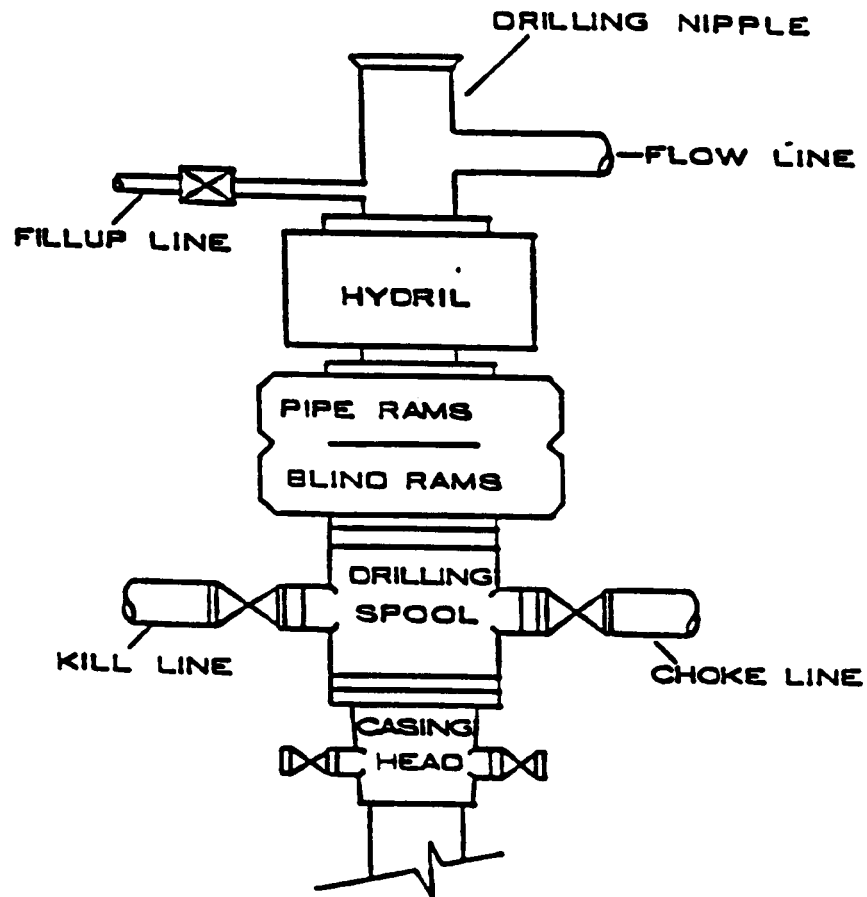 DRILLING NIPPLE
FLOW LINE
FILLUP LINE
HYDRIL
PIPE RAMS
BLIND RAMS
DRILLING
SPOOL
KILL LINE
CHOKE LINE
CASING
HEAD